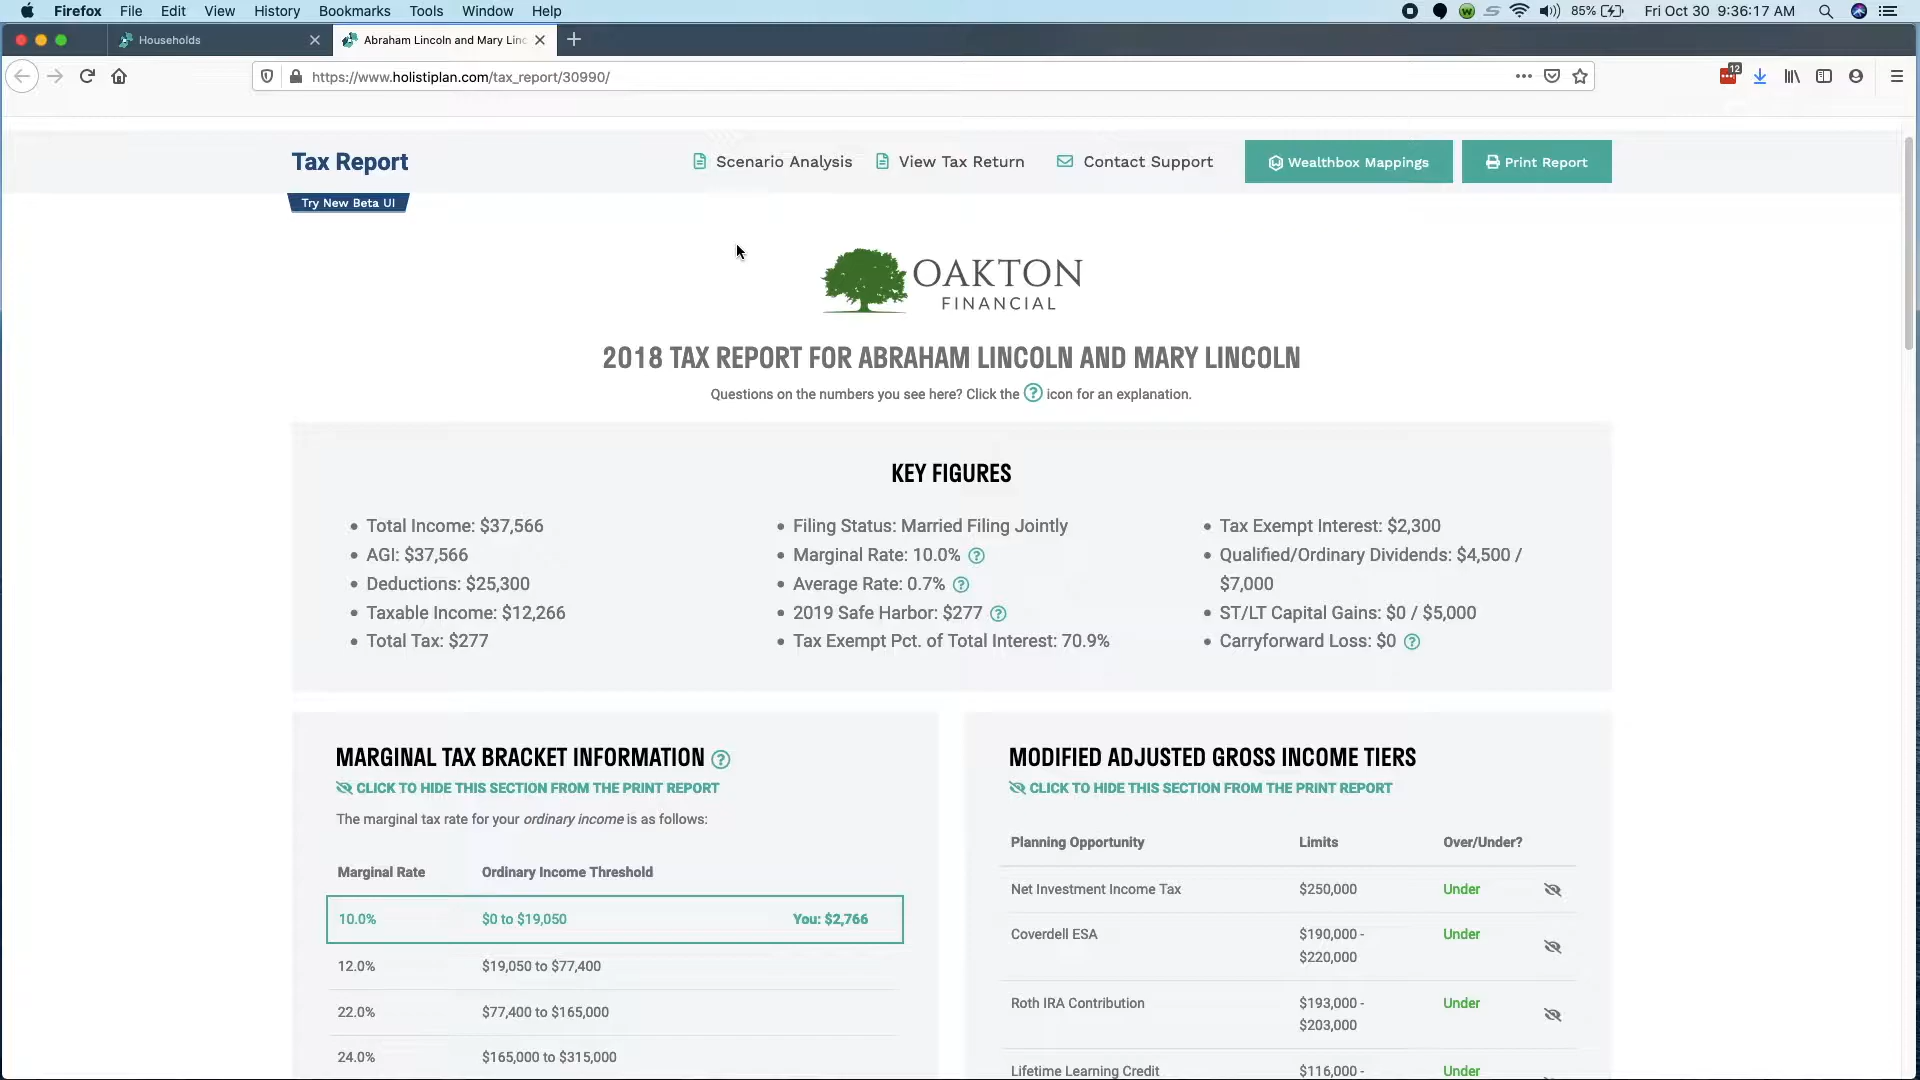 Firefox File Edit View History Bookmarks Tools Window Help 85% Fri Oct 30 9:36:17 AM
Households
Abraham Lincoln and Mary Linc
https://www.holistiplan.com/tax_report/30990/
12
Tax Report
Scenario Analysis
View Tax Return
Contact Support
Wealthbox Mappings
Print Report
Try New Beta UI
OAKTON
FINANCIAL
2018 TAX REPORT FOR ABRAHAM LINCOLN AND MARY LINCOLN
Questions on the numbers you see here? Click the ? icon for an explanation.
KEY FIGURES
• Total Income: $37,566
• AGI: $37,566
• Deductions: $25,300
• Taxable Income: $12,266
• Total Tax: $277
• Filing Status: Married Filing Jointly
• Marginal Rate: 10.0% ?
• Average Rate: 0.7% ?
• 2019 Safe Harbor: $277 ?
• Tax Exempt Pct. of Total Interest: 70.9%
• Tax Exempt Interest: $2,300
• Qualified/Ordinary Dividends: $4,500 /
$7,000
• ST/LT Capital Gains: $0 / $5,000
• Carryforward Loss: $0 ?
MARGINAL TAX BRACKET INFORMATION ?
CLICK TO HIDE THIS SECTION FROM THE PRINT REPORT
The marginal tax rate for your ordinary income is as follows:
Marginal Rate Ordinary Income Threshold
10.0% $0 to $19,050 You: $2,766
12.0% $19,050 to $77,400
22.0% $77,400 to $165,000
24.0% $165,000 to $315,000
MODIFIED ADJUSTED GROSS INCOME TIERS
CLICK TO HIDE THIS SECTION FROM THE PRINT REPORT
Planning Opportunity Limits Over/Under?
Net Investment Income Tax $250,000 Under
Coverdell ESA $190,000 - Under
$220,000
Roth IRA Contribution $193,000 - Under
$203,000
Lifetime Learning Credit $116,000 - Under